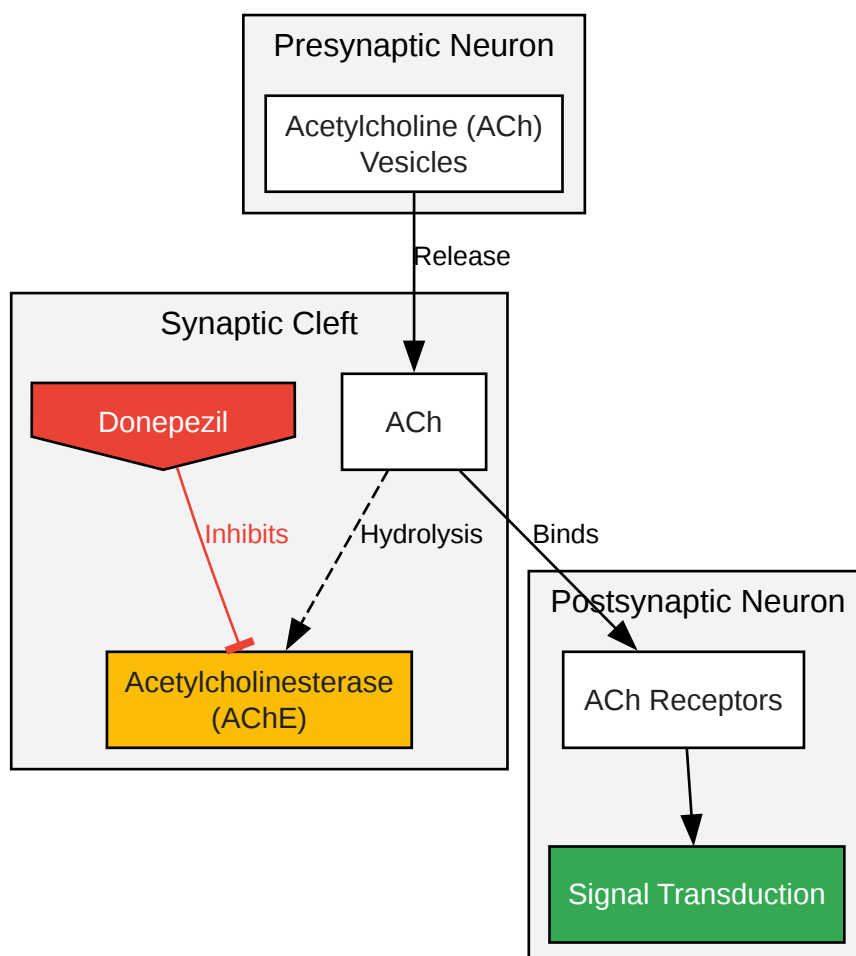 Presynaptic Neuron
Acetylcholine (ACh)
Vesicles
Release
Synaptic Cleft
Donepezil
ACh
Inhibits
Hydrolysis
Binds
Postsynaptic Neuron
Acetylcholinesterase
(AChE)
ACh Receptors
Signal Transduction